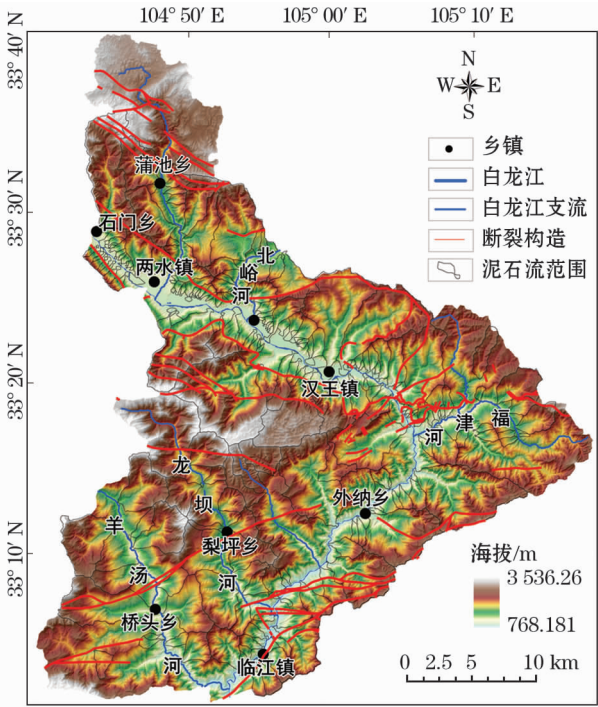 104°50′ E
105°00′ E
105°10′ E
33°40′ N
33°30′ N
33°20′ N
33°10′ N
N
W E
S
乡镇
白龙江
白龙江支流
断裂构造
泥石流范围
蒲池乡
石门乡
两水镇
北峪河
汉王镇
福津河
外纳乡
龙坝河
梨坪乡
羊汤河
桥头乡
临江镇
海拔/m
3 536.26
768.181
0 2.5 5 10 km